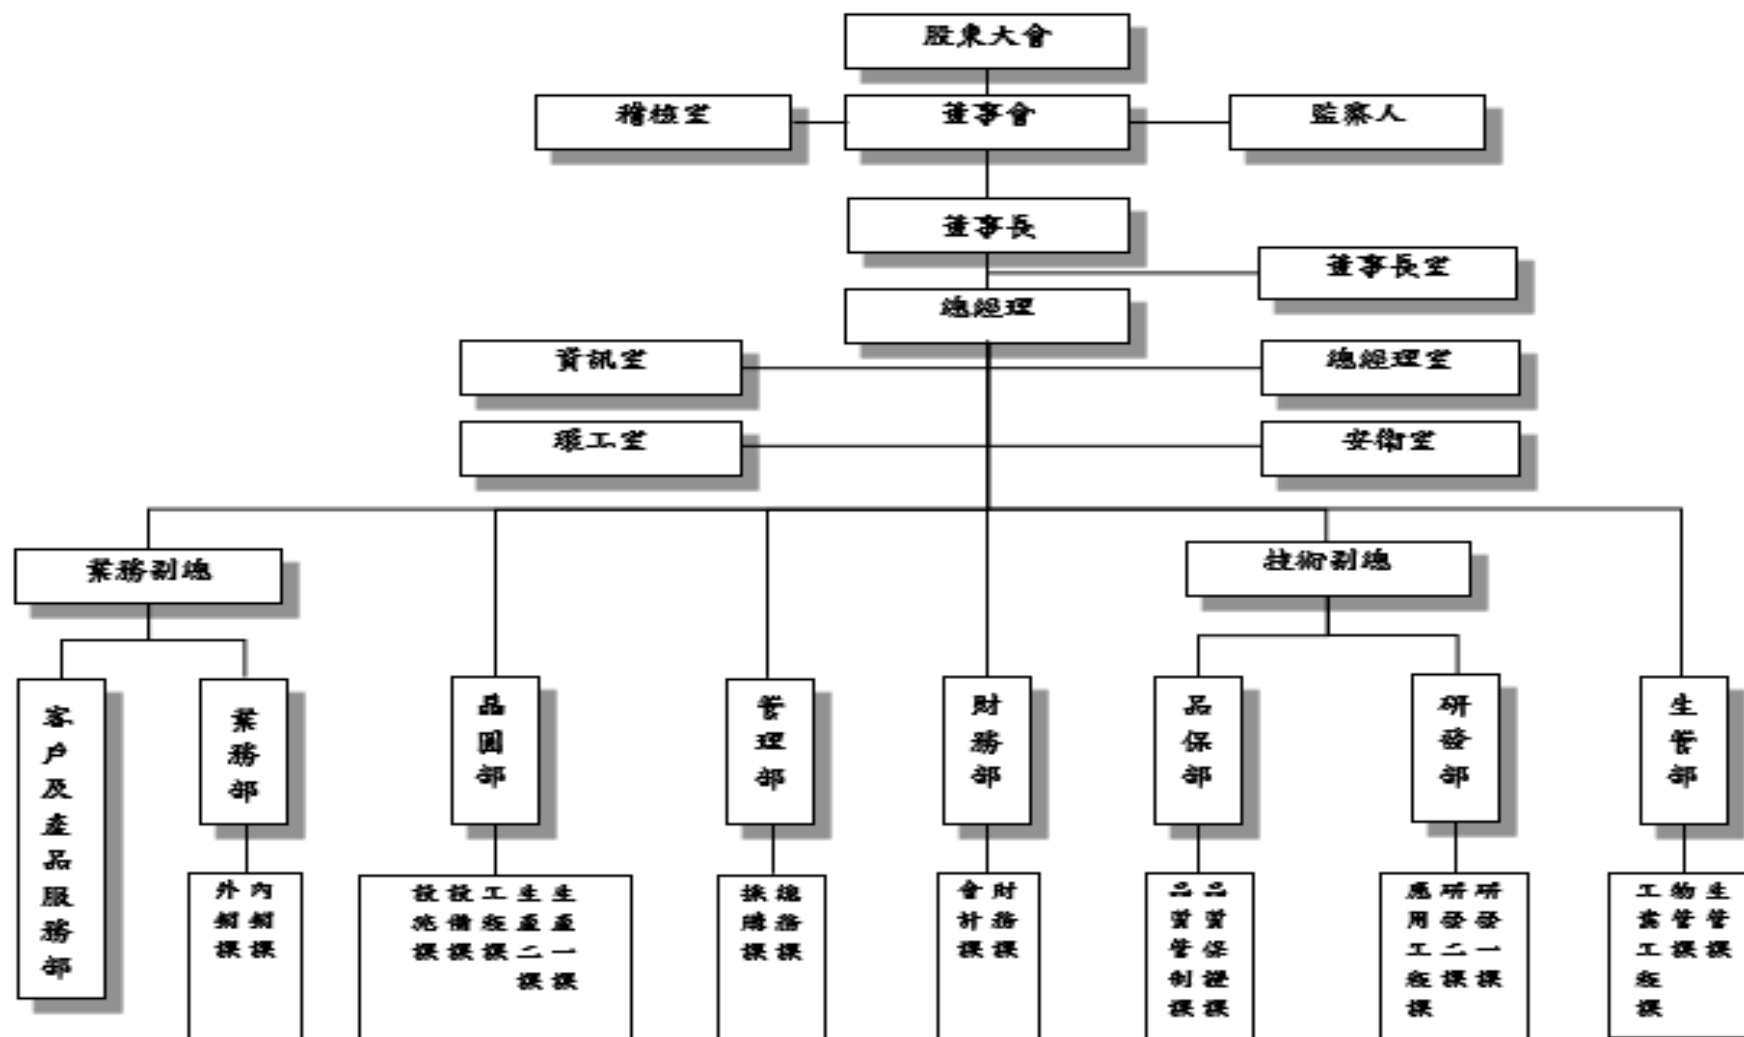 股東大會
稽核室
董事會
監察人
董事長
董事長室
總經理
資訊室
總經理室
環工室
安衛室
業務副總
技術副總
客戶及產品服務部
業務部
晶圓部
管理部
財務部
品保部
研發部
生管部
內銷課
外銷課
生產一課
生產二課
工程課
設備課
設施課
總務課
採購課
財務課
會計課
品質保證課
品質管制課
研發一課
研發二課
應用工程課
生管課
物管課
工業工程課